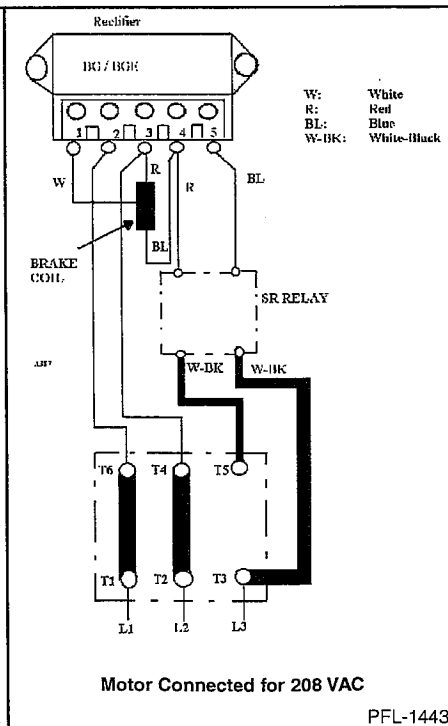 Rectifier
BG / BGE
1 2 3 4 5
W: White
R: Red
BL: Blue
W-BK: White-Black
W
R
R
BL
BL
BRAKE
COIL
SR RELAY
W-BK
W-BK
T6 T4 T5
T1 T2 T3
L1 L2 L3
Motor Connected for 208 VAC
PFL-1443